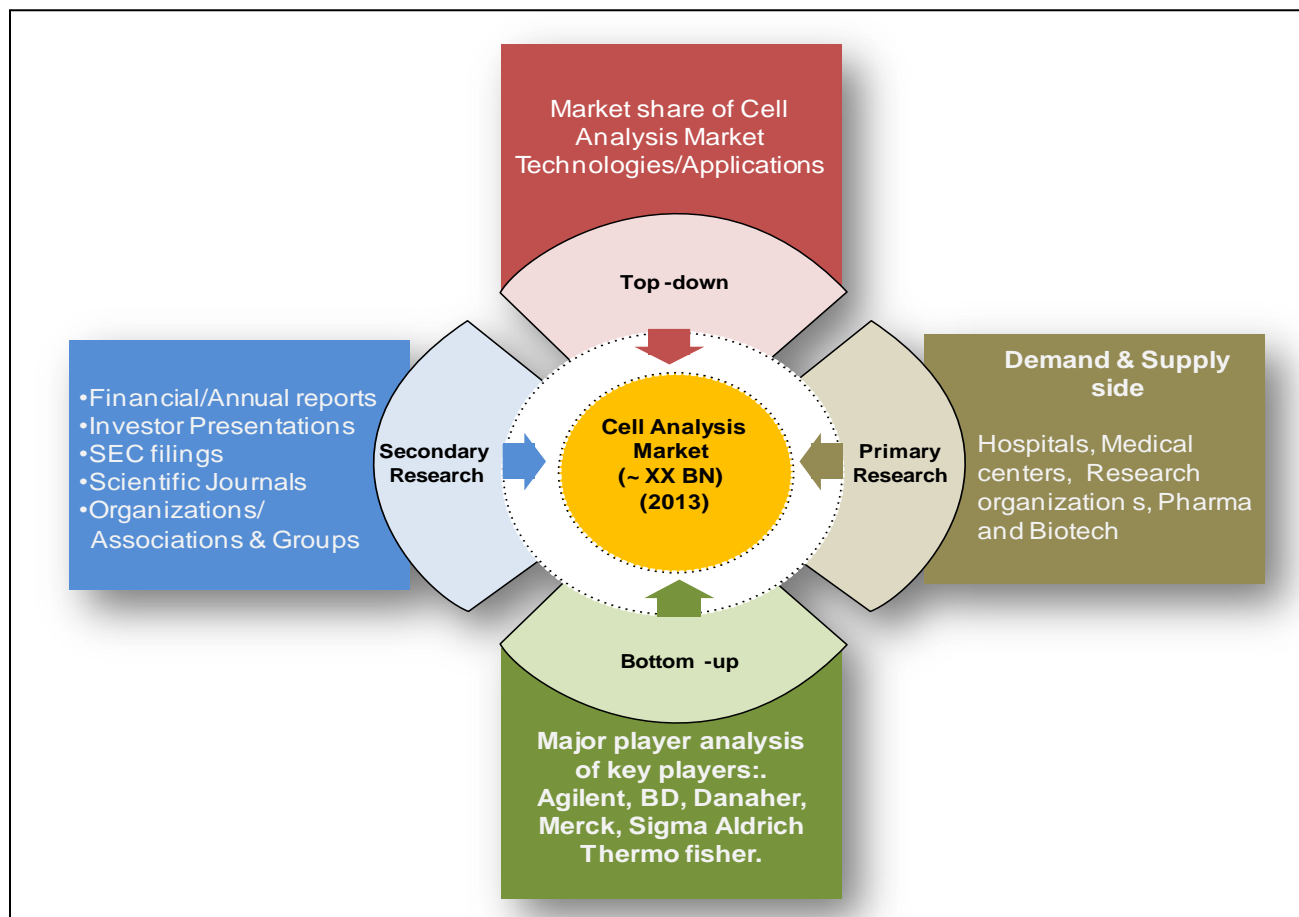 Market share of Cell
Analysis Market
Technologies/Applications
Top -down
•Financial/Annual reports
•Investor Presentations
•SEC filings
•Scientific Journals
•Organizations/
Associations & Groups
Secondary
Research
Cell Analysis
Market
(~ XX BN)
(2013)
Primary
Research
Demand & Supply
side
Hospitals, Medical
centers,  Research
organization s, Pharma
and Biotech
Bottom  -up
Major player analysis
of key players:.
Agilent, BD, Danaher,
Merck, Sigma Aldrich
Thermo fisher.